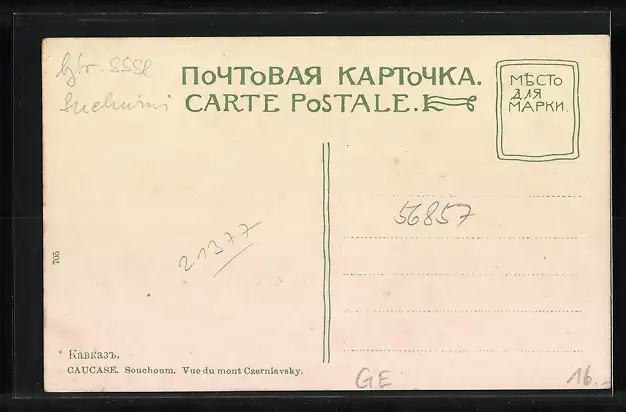 ПОЧТОВАЯ КАРТОЧКА.
CARTE POSTALE.
МѢСТО
ДЛЯ
МАРКИ.
56857
21377
705
Кавказъ.
CAUCASE. Souchoum. Vue du mont Czerniavsky.
GE
16.-